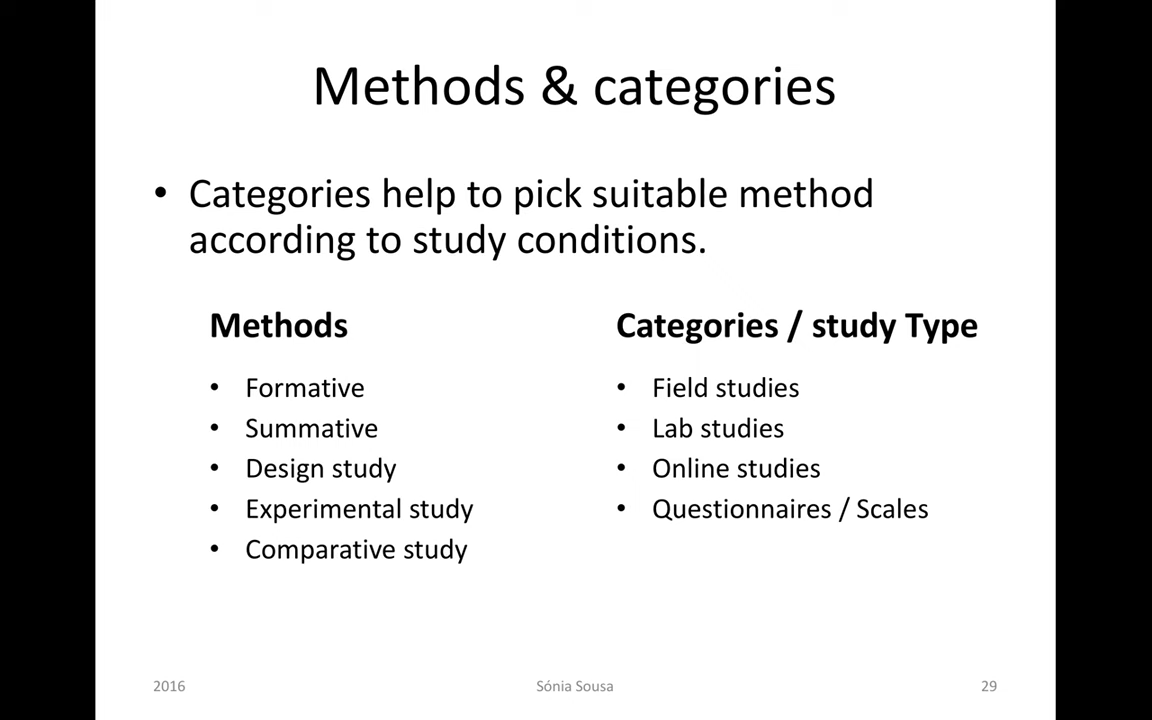 Methods & categories
• Categories help to pick suitable method
according to study conditions.
Methods
• Formative
• Summative
• Design study
• Experimental study
• Comparative study
Categories / study Type
• Field studies
• Lab studies
• Online studies
• Questionnaires / Scales
2016
Sónia Sousa
29